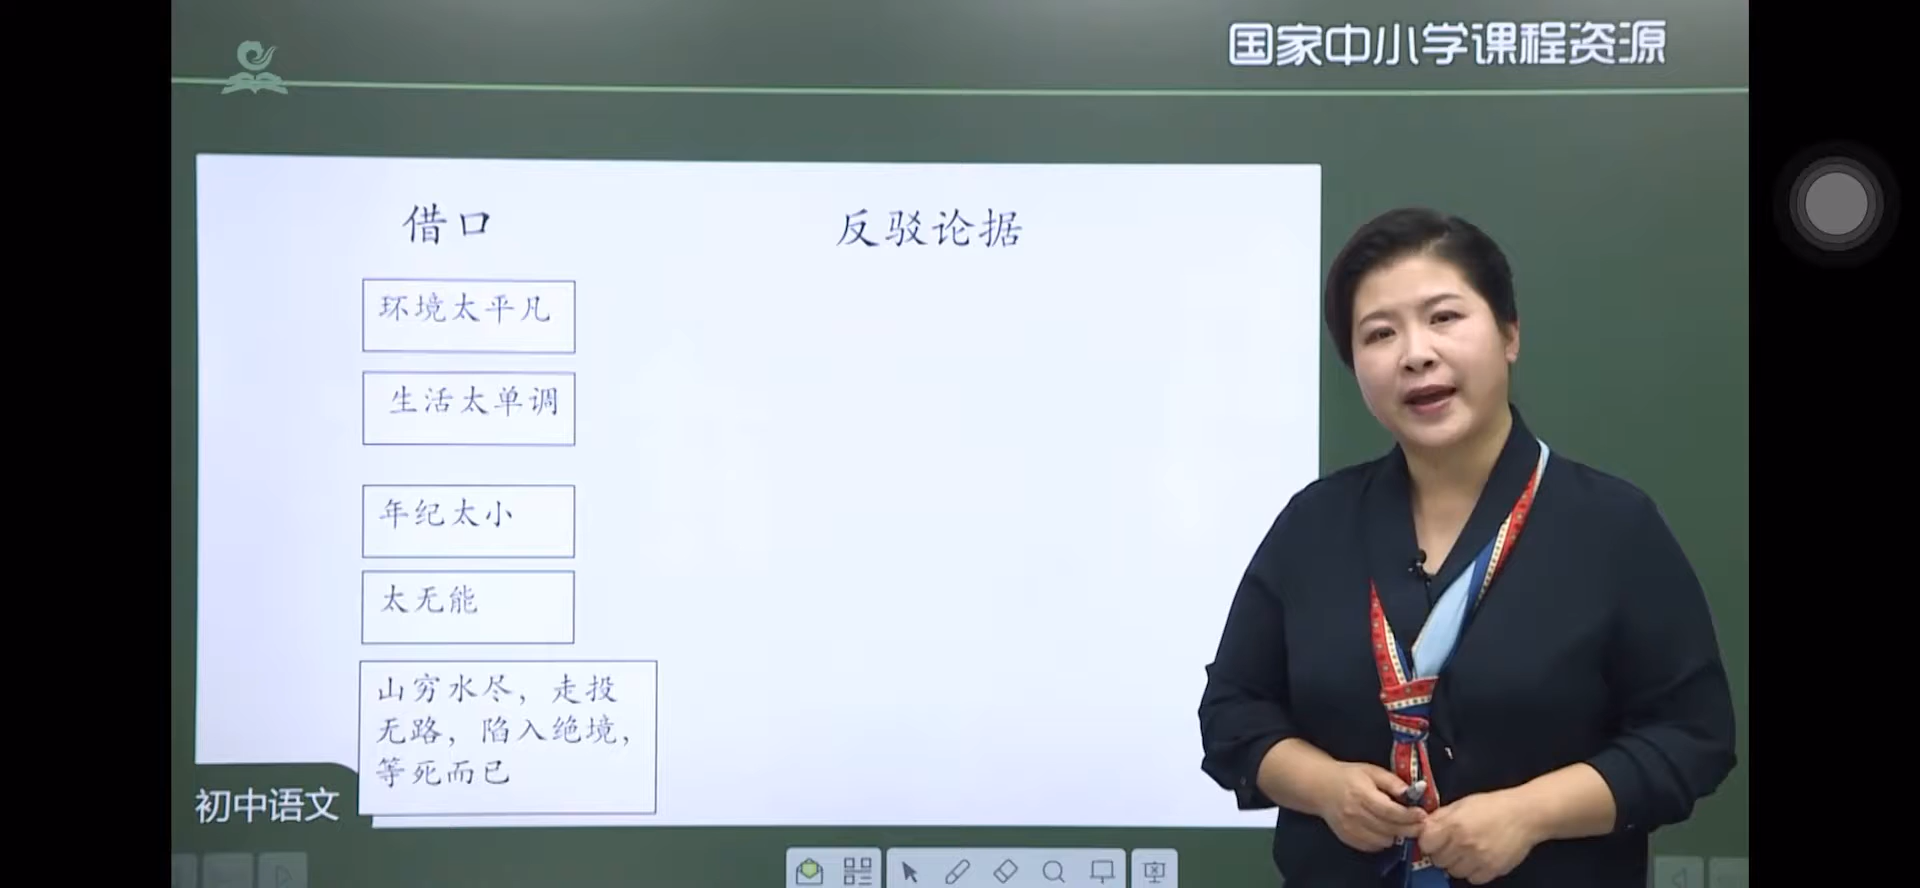 国家中小学课程资源
借口
反驳论据
环境太平凡
生活太单调
年纪太小
太无能
山穷水尽，走投
无路，陷入绝境，
等死而已
初中语文